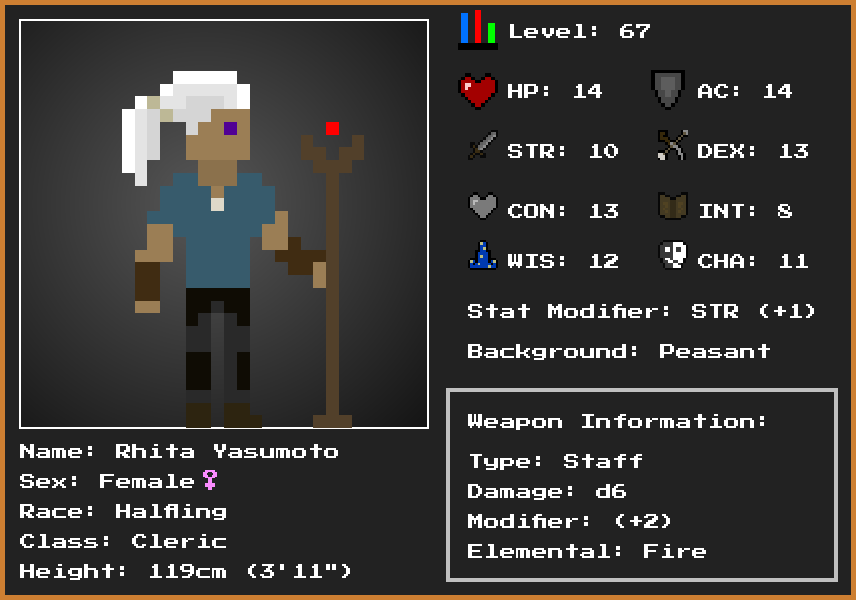 Level: 67
HP: 14
AC: 14
STR: 10
DEX: 13
CON: 13
INT: 8
WIS: 12
CHA: 11
Stat Modifier: STR (+1)
Background: Peasant
Weapon Information:
Type: Staff
Damage: d6
Modifier: (+2)
Elemental: Fire
Name: Rhita Yasumoto
Sex: Female♀
Race: Halfling
Class: Cleric
Height: 119cm (3'11")